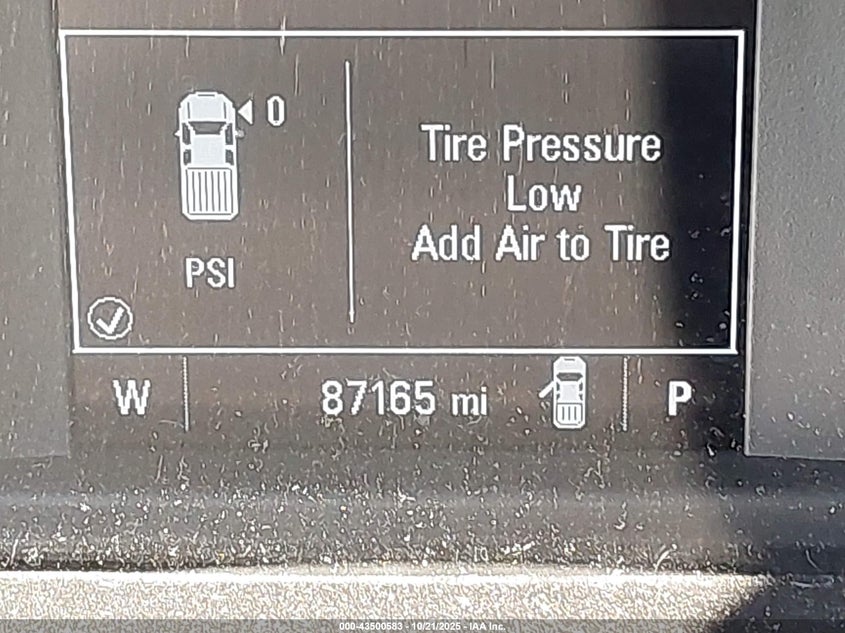 0
Tire Pressure
Low
Add Air to Tire
PSI
W 87165 mi P
000-43500583 - 10/21/2025 - IAA Inc.